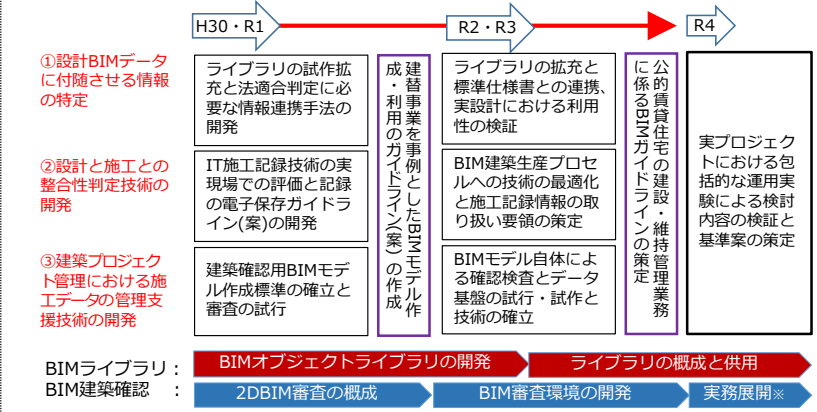 H30・R1
R2・R3
R4
①設計BIMデータ
に付随させる情報
の特定
ライブラリの試作拡
充と法適合判定に必
要な情報連携手法の
開発
建替事業を事例としたBIMモデル作
成・利用のガイドライン(案)の作成
ライブラリの拡充と
標準仕様書との連携、
実設計における利用
性の検証
公的賃貸住宅の建設・維持管理業務
に係るBIMガイドラインの策定
実プロジェク
トにおける包
括的な運用実
験による検討
内容の検証と
基準案の策定
②設計と施工との
整合性判定技術の
開発
IT施工記録技術の実
現場での評価と記録
の電子保存ガイドラ
イン(案)の開発
BIM建築生産プロセ
ルへの技術の最適化
と施工記録情報の取
り扱い要領の策定
③建築プロジェク
ト管理における施
工データの管理支
援技術の開発
建築確認用BIMモデ
ル作成標準の確立と
審査の試行
BIMモデル自体によ
る確認検査とデータ
基盤の試行・試作と
技術の確立
BIMライブラリ：
BIMオブジェクトライブラリの開発
ライブラリの概成と供用
BIM建築確認　：
2DBIM審査の概成
BIM審査環境の開発
実務展開※